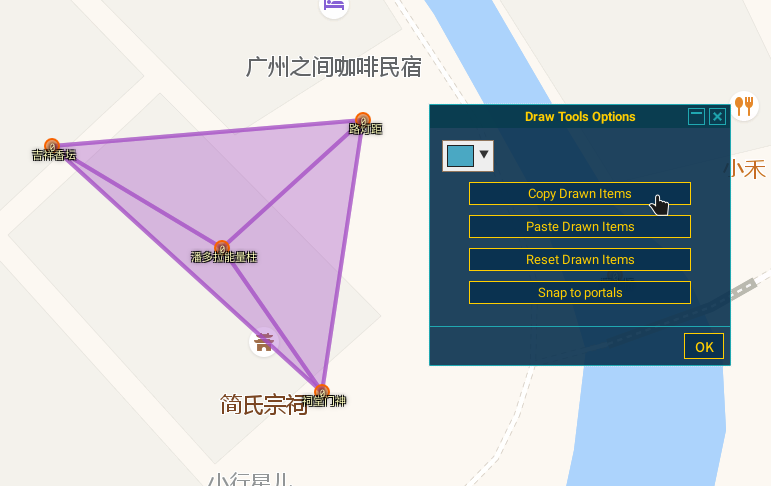 广州之间咖啡民宿
路灯距
吉祥香坛
潘多拉能量柱
简氏宗祠
祠堂门神
小行星儿
小禾
Draw Tools Options
Copy Drawn Items
Paste Drawn Items
Reset Drawn Items
Snap to portals
OK